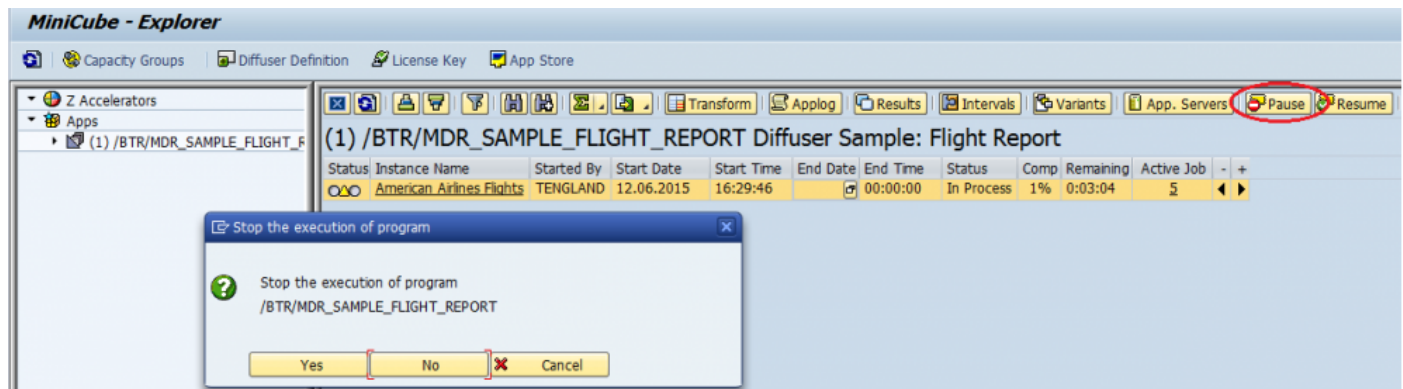 MiniCube - Explorer
Capacity Groups Diffuser Definition License Key App Store
Z Accelerators
Apps
(1) /BTR/MDR_SAMPLE_FLIGHT_R
Transform Applog Results Intervals Variants App. Servers Pause Resume
(1) /BTR/MDR_SAMPLE_FLIGHT_REPORT Diffuser Sample: Flight Report
Status Instance Name Started By Start Date Start Time End Date End Time Status Comp Remaining Active Job - +
American Airlines Flights TENGLAND 12.06.2015 16:29:46 00:00:00 In Process 1% 0:03:04 5
Stop the execution of program
Stop the execution of program
/BTR/MDR_SAMPLE_FLIGHT_REPORT
Yes No Cancel